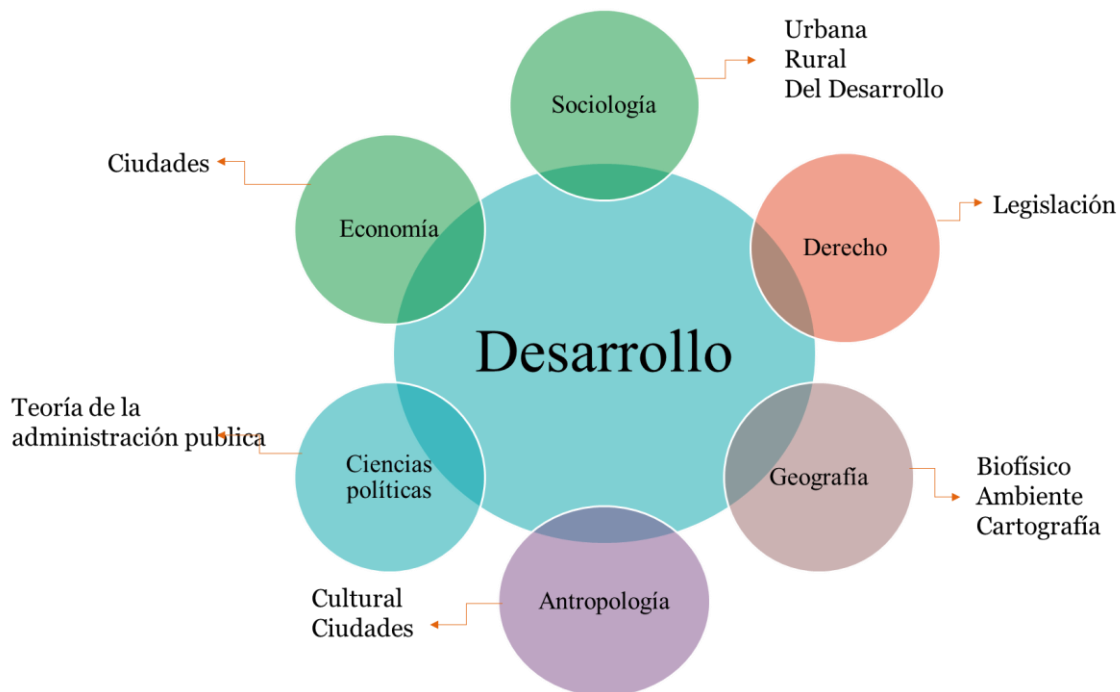 Urbana
Rural
Del Desarrollo
Sociología
Ciudades
Economía
Legislación
Derecho
Desarrollo
Teoría de la
administración publica
Ciencias
políticas
Geografía
Biofísico
Ambiente
Cartografía
Antropología
Cultural
Ciudades